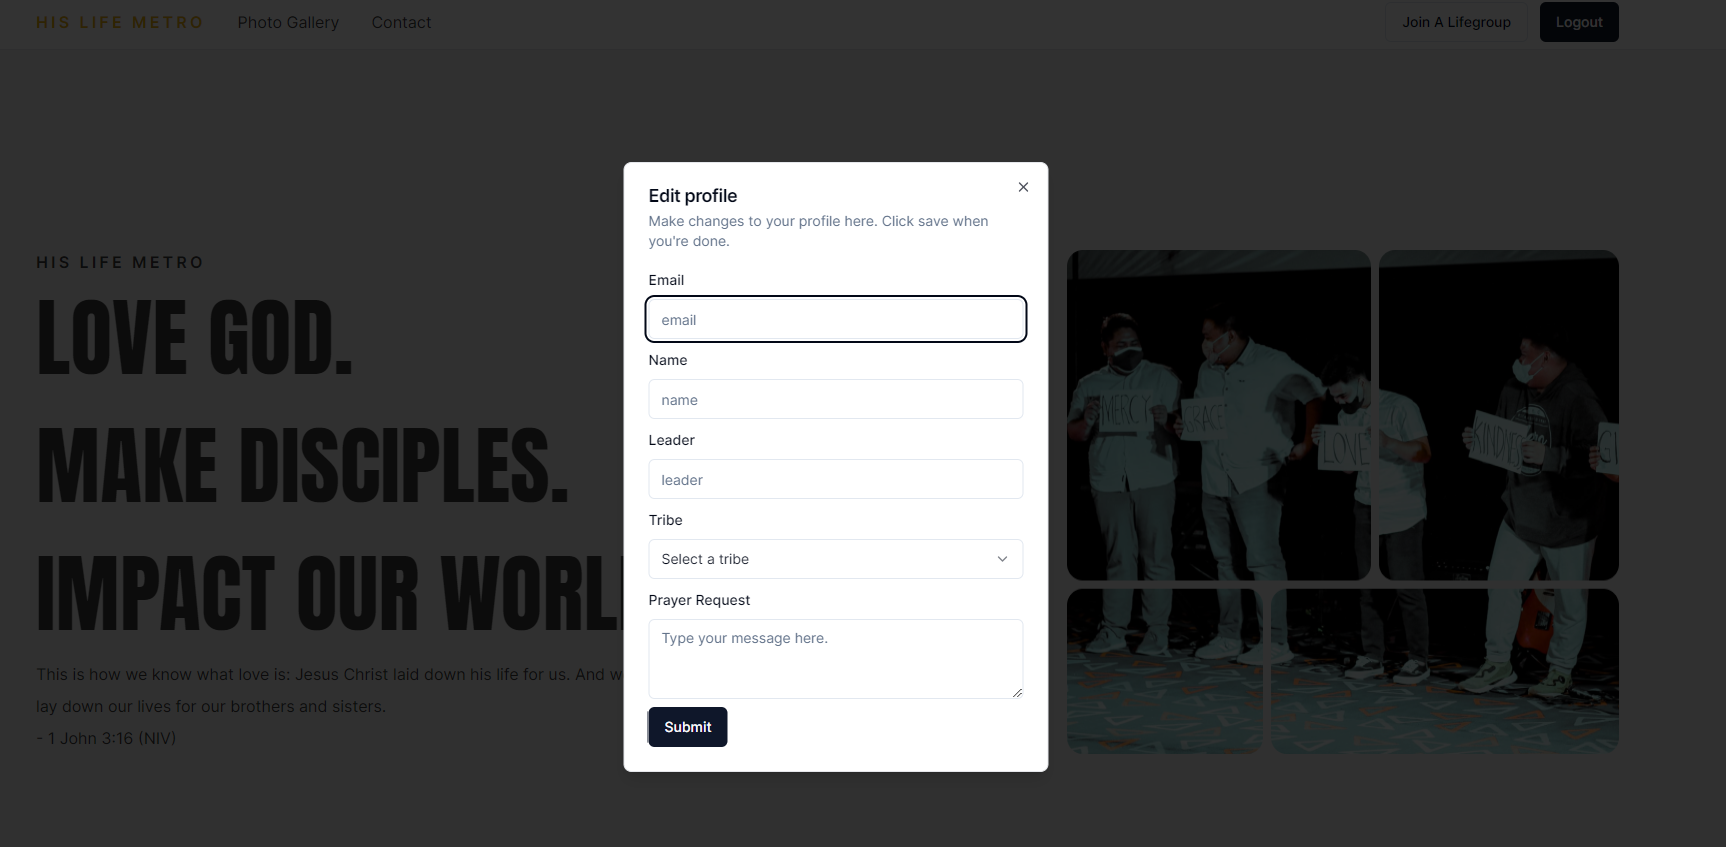 HIS LIFE METRO
Photo Gallery
Contact
Join A Lifegroup
Logout
HIS LIFE METRO
LOVE GOD.
MAKE DISCIPLES.
IMPACT OUR WORL
This is how we know what love is: Jesus Christ laid down his life for us. And w
lay down our lives for our brothers and sisters.
- 1 John 3:16 (NIV)
Edit profile
Make changes to your profile here. Click save when
you're done.
Email
email
Name
name
Leader
leader
Tribe
Select a tribe
Prayer Request
Type your message here.
Submit
MERCY
GRACE
LOVE